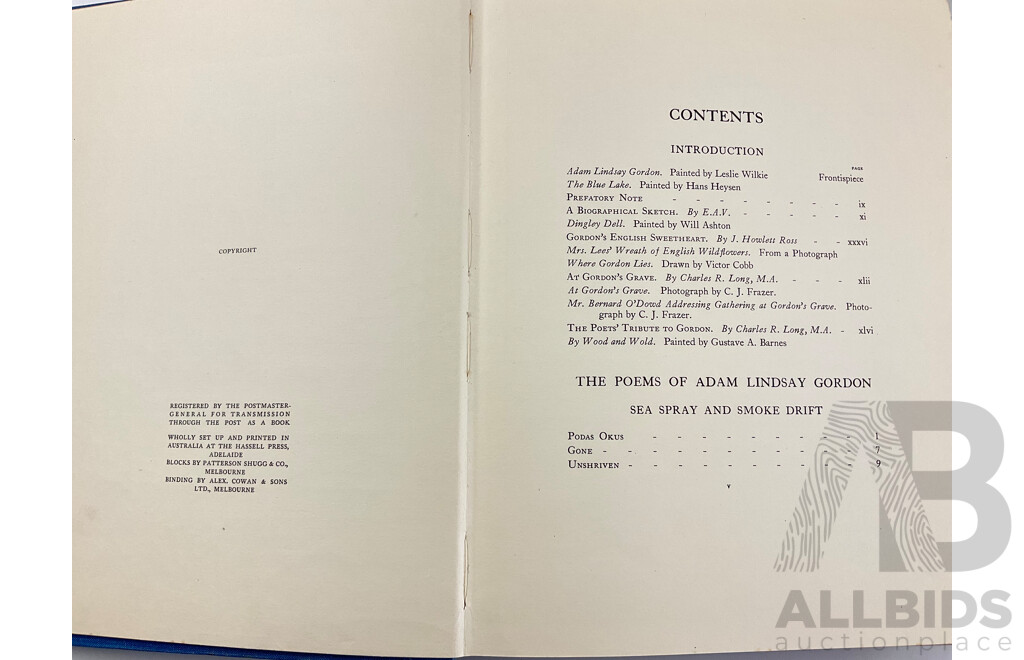 COPYRIGHT
REGISTERED BY THE POSTMASTER-
GENERAL FOR TRANSMISSION
THROUGH THE POST AS A BOOK
WHOLLY SET UP AND PRINTED IN
AUSTRALIA AT THE HASSELL PRESS,
ADELAIDE
BLOCKS BY PATTERSON SHUGG & CO.,
MELBOURNE
BINDING BY ALEX. COWAN & SONS
LTD., MELBOURNE
CONTENTS
INTRODUCTION
PAGE
Adam Lindsay Gordon. Painted by Leslie Wilkie Frontispiece
The Blue Lake. Painted by Hans Heysen
PREFATORY NOTE - - - - - - - - ix
A BIOGRAPHICAL SKETCH. By E.A.V. - - - - - xi
Dingley Dell. Painted by Will Ashton
GORDON'S ENGLISH SWEETHEART. By J. Howlett Ross - - xxxvi
Mrs. Lees' Wreath of English Wildflowers. From a Photograph
Where Gordon Lies. Drawn by Victor Cobb
AT GORDON'S GRAVE. By Charles R. Long, M.A. - - - xlii
At Gordon's Grave. Photograph by C. J. Frazer.
Mr. Bernard O'Dowd Addressing Gathering at Gordon's Grave. Photo-
graph by C. J. Frazer.
THE POETS' TRIBUTE TO GORDON. By Charles R. Long, M.A. - xlvi
By Wood and Wold. Painted by Gustave A. Barnes
THE POEMS OF ADAM LINDSAY GORDON
SEA SPRAY AND SMOKE DRIFT
PODAS OKUS - - - - - - - - - 1
GONE - - - - - - - - - - - 7
UNSHRIVEN - - - - - - - - - 9
v
AB
ALLBIDS
auctionplace